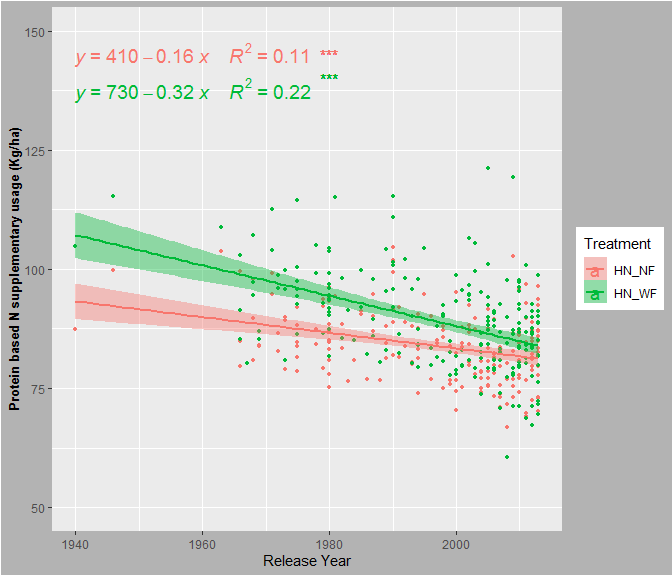 y = 410 – 0.16 x R² = 0.11 ***
y = 730 – 0.32 x R² = 0.22 ***
Protein based N supplementary usage (Kg/ha)
150
125
100
75
50
1940 1960 1980 2000
Release Year
Treatment
a HN_NF
a HN_WF